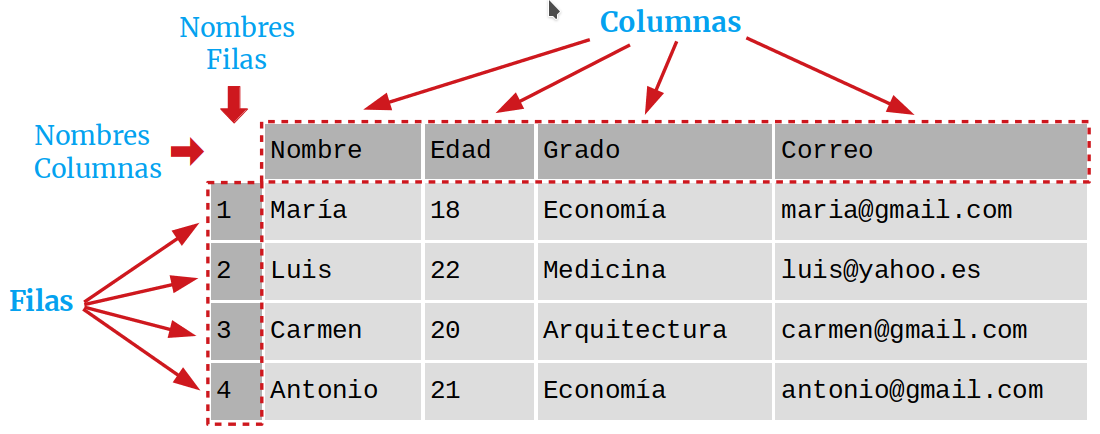 Nombres
Filas
Columnas
Nombres
Columnas
Nombre Edad Grado Correo
1 María 18 Economía maria@gmail.com
2 Luis 22 Medicina luis@yahoo.es
Filas
3 Carmen 20 Arquitectura carmen@gmail.com
4 Antonio 21 Economía antonio@gmail.com